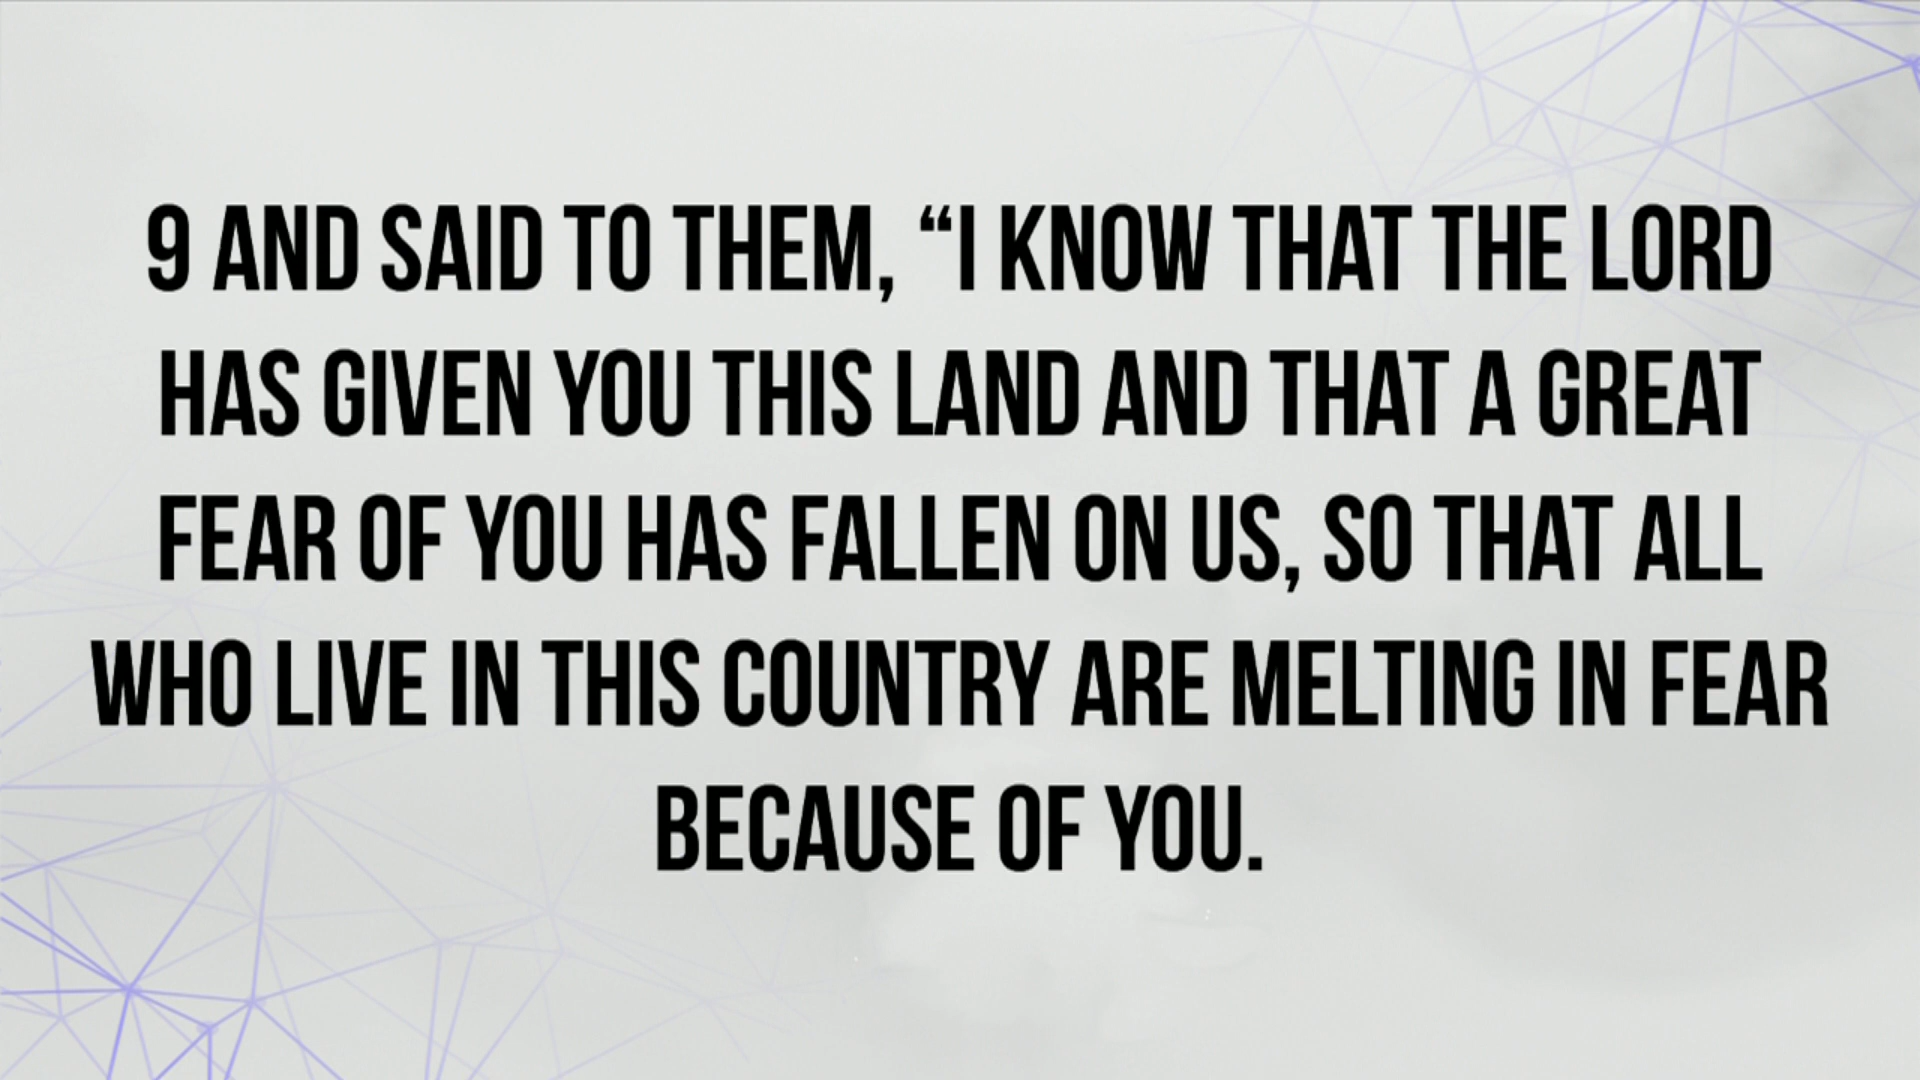 9 AND SAID TO THEM, “I KNOW THAT THE LORD
HAS GIVEN YOU THIS LAND AND THAT A GREAT
FEAR OF YOU HAS FALLEN ON US, SO THAT ALL
WHO LIVE IN THIS COUNTRY ARE MELTING IN FEAR
BECAUSE OF YOU.